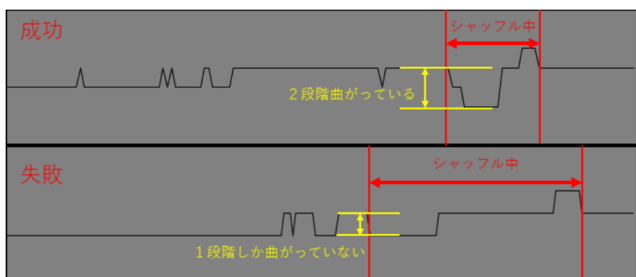 成功
シャッフル中
2段階曲がっている
失敗
シャッフル中
1段階しか曲がっていない